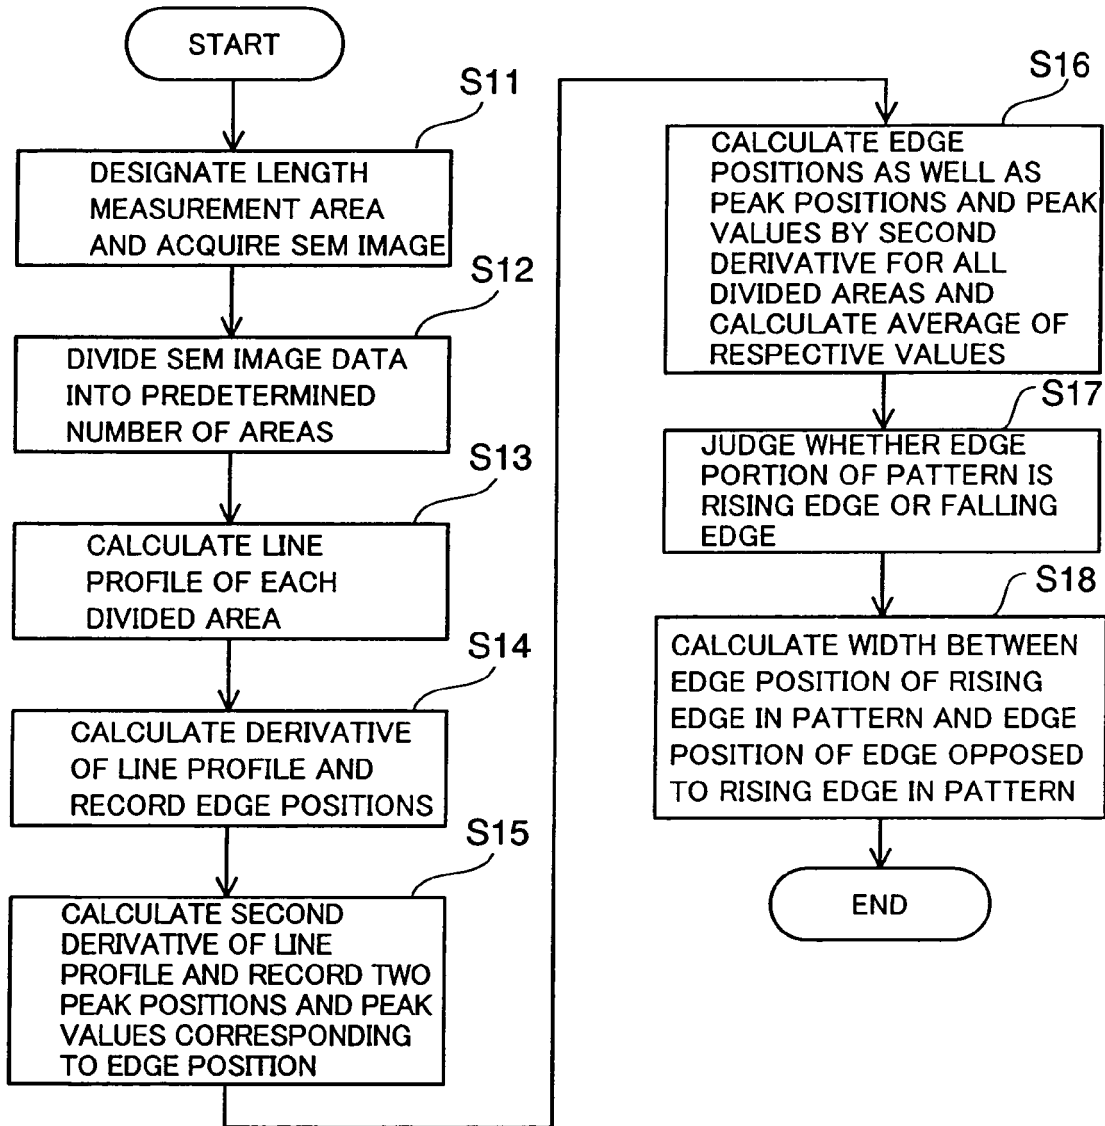 START
S11
DESIGNATE LENGTH
MEASUREMENT AREA
AND ACQUIRE SEM IMAGE
S12
DIVIDE SEM IMAGE DATA
INTO PREDETERMINED
NUMBER OF AREAS
S13
CALCULATE LINE
PROFILE OF EACH
DIVIDED AREA
S14
CALCULATE DERIVATIVE
OF LINE PROFILE AND
RECORD EDGE POSITIONS
S15
CALCULATE SECOND
DERIVATIVE OF LINE
PROFILE AND RECORD TWO
PEAK POSITIONS AND PEAK
VALUES CORRESPONDING
TO EDGE POSITION
S16
CALCULATE EDGE
POSITIONS AS WELL AS
PEAK POSITIONS AND PEAK
VALUES BY SECOND
DERIVATIVE FOR ALL
DIVIDED AREAS AND
CALCULATE AVERAGE OF
RESPECTIVE VALUES
S17
JUDGE WHETHER EDGE
PORTION OF PATTERN IS
RISING EDGE OR FALLING
EDGE
S18
CALCULATE WIDTH BETWEEN
EDGE POSITION OF RISING
EDGE IN PATTERN AND EDGE
POSITION OF EDGE OPPOSED
TO RISING EDGE IN PATTERN
END